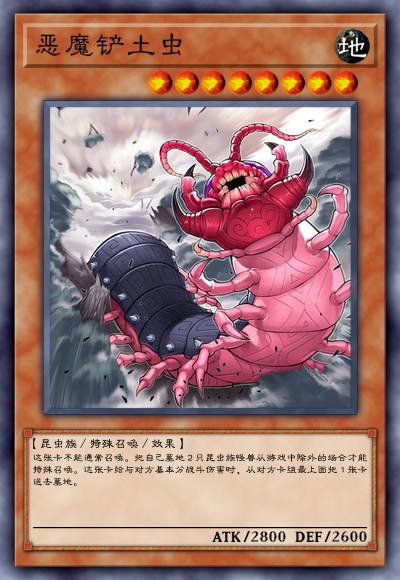 恶魔铲土虫
地
【昆虫族／特殊召唤／效果】
这张卡不能通常召唤。把自己墓地２只昆虫族怪兽从游戏中除外的场合才能
特殊召唤。这张卡给与对方基本分战斗伤害时，从对方卡组最上面把１张卡
送去墓地。
ATK/2800 DEF/2600